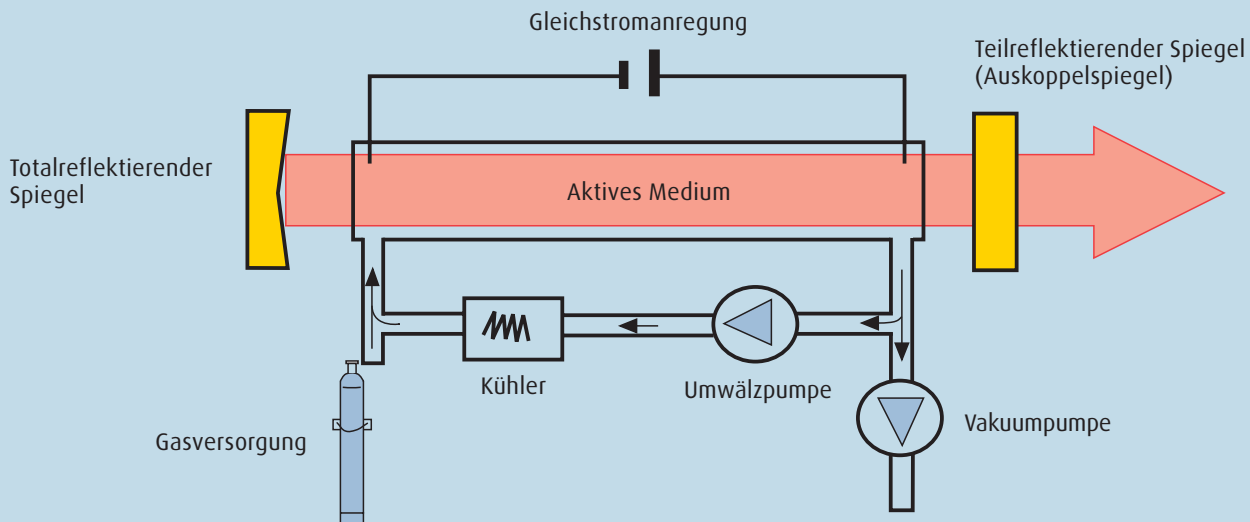 Gleichstromanregung
Teilreflektierender Spiegel
(Auskoppelspiegel)
Totalreflektierender
Spiegel
Aktives Medium
Kühler
Umwälzpumpe
Vakuumpumpe
Gasversorgung